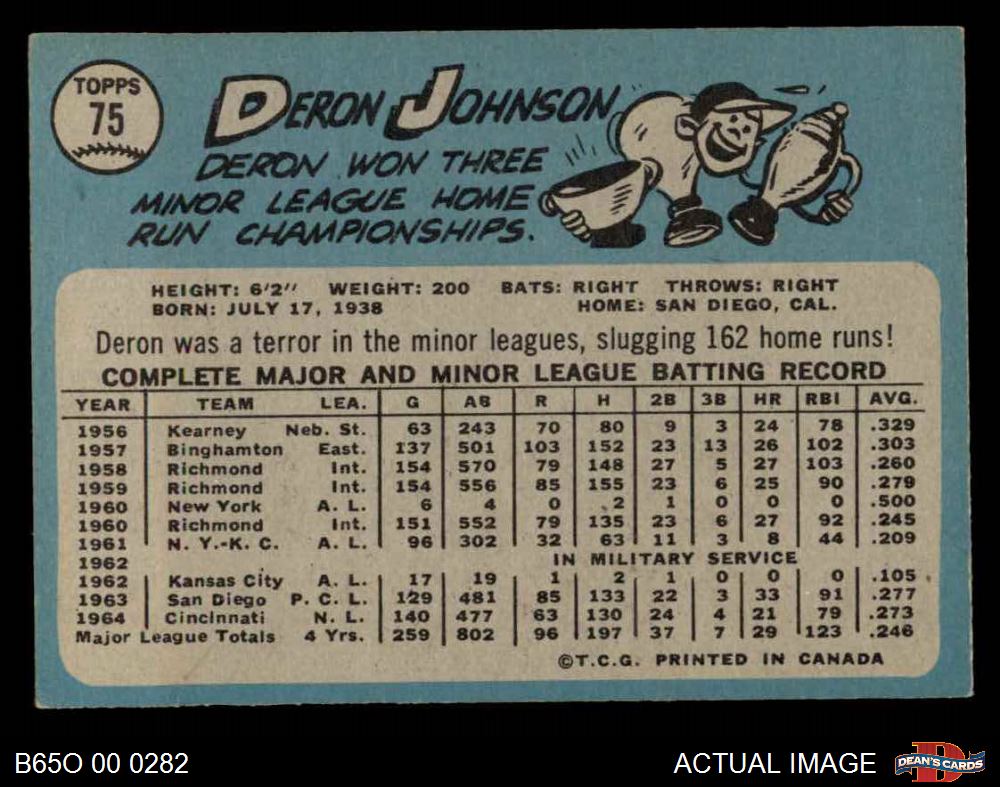 TOPPS
75
DERON JOHNSON
DERON WON THREE
MINOR LEAGUE HOME
RUN CHAMPIONSHIPS.
HEIGHT: 6'2" WEIGHT: 200 BATS: RIGHT THROWS: RIGHT
BORN: JULY 17, 1938 HOME: SAN DIEGO, CAL.
Deron was a terror in the minor leagues, slugging 162 home runs!
COMPLETE MAJOR AND MINOR LEAGUE BATTING RECORD
YEAR TEAM LEA. G AB R H 2B 3B HR RBI AVG.
1956 Kearney Neb. St. 63 243 70 80 9 3 24 78 .329
1957 Binghamton East. 137 501 103 152 23 13 26 102 .303
1958 Richmond Int. 154 570 79 148 27 5 27 103 .260
1959 Richmond Int. 154 556 85 155 23 6 25 90 .279
1960 New York A. L. 6 4 0 2 1 0 0 0 .500
1960 Richmond Int. 151 552 79 135 23 6 27 92 .245
1961 N. Y.-K. C. A. L. 96 302 32 63 11 3 8 44 .209
1962 IN MILITARY SERVICE
1962 Kansas City A. L. 17 19 1 2 1 0 0 0 .105
1963 San Diego P. C. L. 129 481 85 133 22 3 33 91 .277
1964 Cincinnati N. L. 140 477 63 130 24 4 21 79 .273
Major League Totals 4 Yrs. 259 802 96 197 37 7 29 123 .246
©T.C.G. PRINTED IN CANADA
B65O 00 0282
ACTUAL IMAGE
DEAN'S CARDS